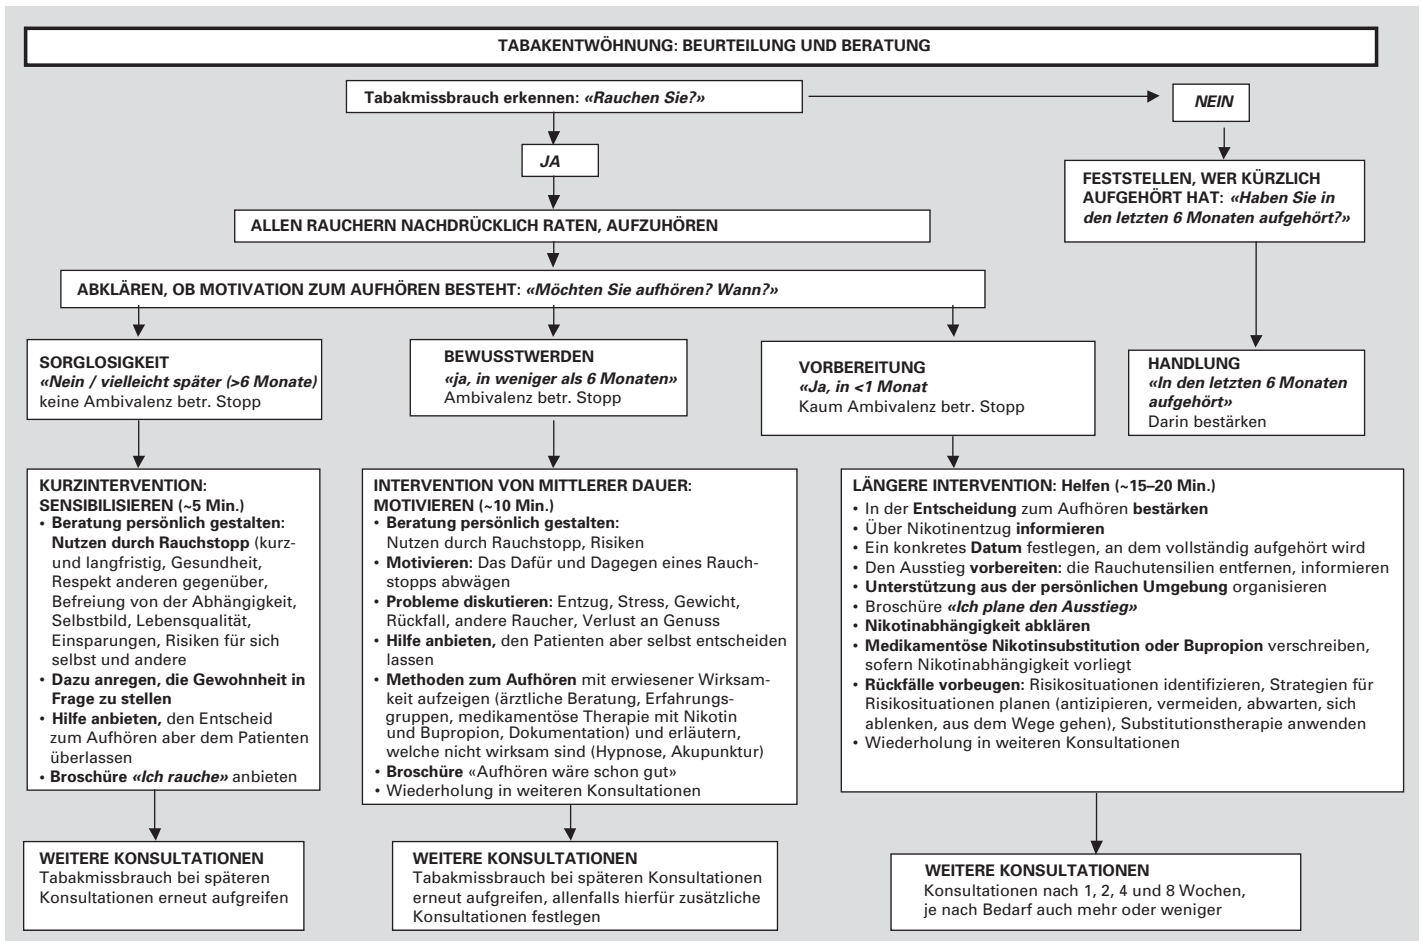 TABAKENTWÖHNUNG: BEURTEILUNG UND BERATUNG
Tabakmissbrauch erkennen: «Rauchen Sie?»
NEIN
JA
FESTSTELLEN, WER KÜRZLICH
AUFGEHÖRT HAT: «Haben Sie in
den letzten 6 Monaten aufgehört?»
ALLEN RAUCHERN NACHDRÜCKLICH RATEN, AUFZUHÖREN
ABKLÄREN, OB MOTIVATION ZUM AUFHÖREN BESTEHT: «Möchten Sie aufhören? Wann?»
SORGLOSIGKEIT
«Nein / vielleicht später (>6 Monate)
keine Ambivalenz betr. Stopp
BEWUSSTWERDEN
«ja, in weniger als 6 Monaten»
Ambivalenz betr. Stopp
VORBEREITUNG
«Ja, in <1 Monat
Kaum Ambivalenz betr. Stopp
HANDLUNG
«In den letzten 6 Monaten
aufgehört»
Darin bestärken
KURZINTERVENTION:
SENSIBILISIEREN (~5 Min.)
• Beratung persönlich gestalten:
Nutzen durch Rauchstopp (kurz-
und langfristig, Gesundheit,
Respekt anderen gegenüber,
Befreiung von der Abhängigkeit,
Selbstbild, Lebensqualität,
Einsparungen, Risiken für sich
selbst und andere
• Dazu anregen, die Gewohnheit in
Frage zu stellen
• Hilfe anbieten, den Entscheid
zum Aufhören aber dem Patienten
überlassen
• Broschüre «Ich rauche» anbieten
INTERVENTION VON MITTLERER DAUER:
MOTIVIEREN (~10 Min.)
• Beratung persönlich gestalten:
Nutzen durch Rauchstopp, Risiken
• Motivieren: Das Dafür und Dagegen eines Rauch-
stopps abwägen
• Probleme diskutieren: Entzug, Stress, Gewicht,
Rückfall, andere Raucher, Verlust an Genuss
• Hilfe anbieten, den Patienten aber selbst entscheiden
lassen
• Methoden zum Aufhören mit erwiesener Wirksam-
keit aufzeigen (ärztliche Beratung, Erfahrungs-
gruppen, medikamentöse Therapie mit Nikotin
und Bupropion, Dokumentation) und erläutern,
welche nicht wirksam sind (Hypnose, Akupunktur)
• Broschüre «Aufhören wäre schon gut»
• Wiederholung in weiteren Konsultationen
LÄNGERE INTERVENTION: Helfen (~15–20 Min.)
• In der Entscheidung zum Aufhören bestärken
• Über Nikotinentzug informieren
• Ein konkretes Datum festlegen, an dem vollständig aufgehört wird
• Den Ausstieg vorbereiten: die Rauchutensilien entfernen, informieren
• Unterstützung aus der persönlichen Umgebung organisieren
• Broschüre «Ich plane den Ausstieg»
• Nikotinabhängigkeit abklären
• Medikamentöse Nikotinsubstitution oder Bupropion verschreiben,
sofern Nikotinabhängigkeit vorliegt
• Rückfälle vorbeugen: Risikosituationen identifizieren, Strategien für
Risikosituationen planen (antizipieren, vermeiden, abwarten, sich
ablenken, aus dem Wege gehen), Substitutionstherapie anwenden
• Wiederholung in weiteren Konsultationen
WEITERE KONSULTATIONEN
Tabakmissbrauch bei späteren
Konsultationen erneut aufgreifen
WEITERE KONSULTATIONEN
Tabakmissbrauch bei späteren Konsultationen
erneut aufgreifen, allenfalls hierfür zusätzliche
Konsultationen festlegen
WEITERE KONSULTATIONEN
Konsultationen nach 1, 2, 4 und 8 Wochen,
je nach Bedarf auch mehr oder weniger